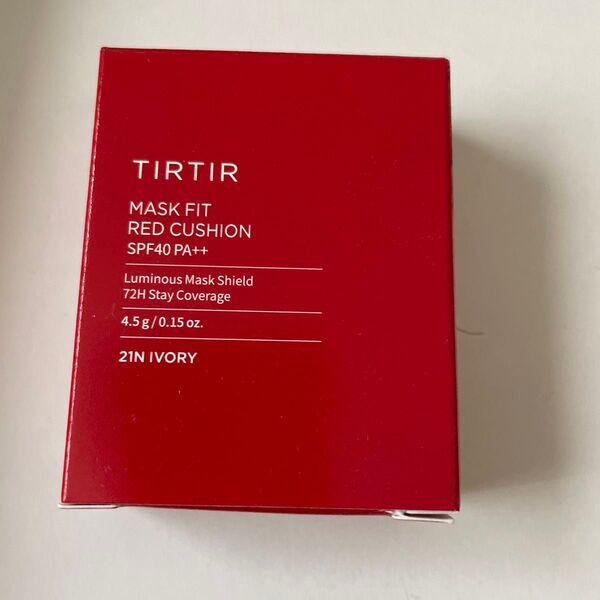 TIRTIR
MASK FIT
RED CUSHION
SPF40 PA++
Luminous Mask Shield
72H Stay Coverage
4.5 g / 0.15 oz.
21N IVORY